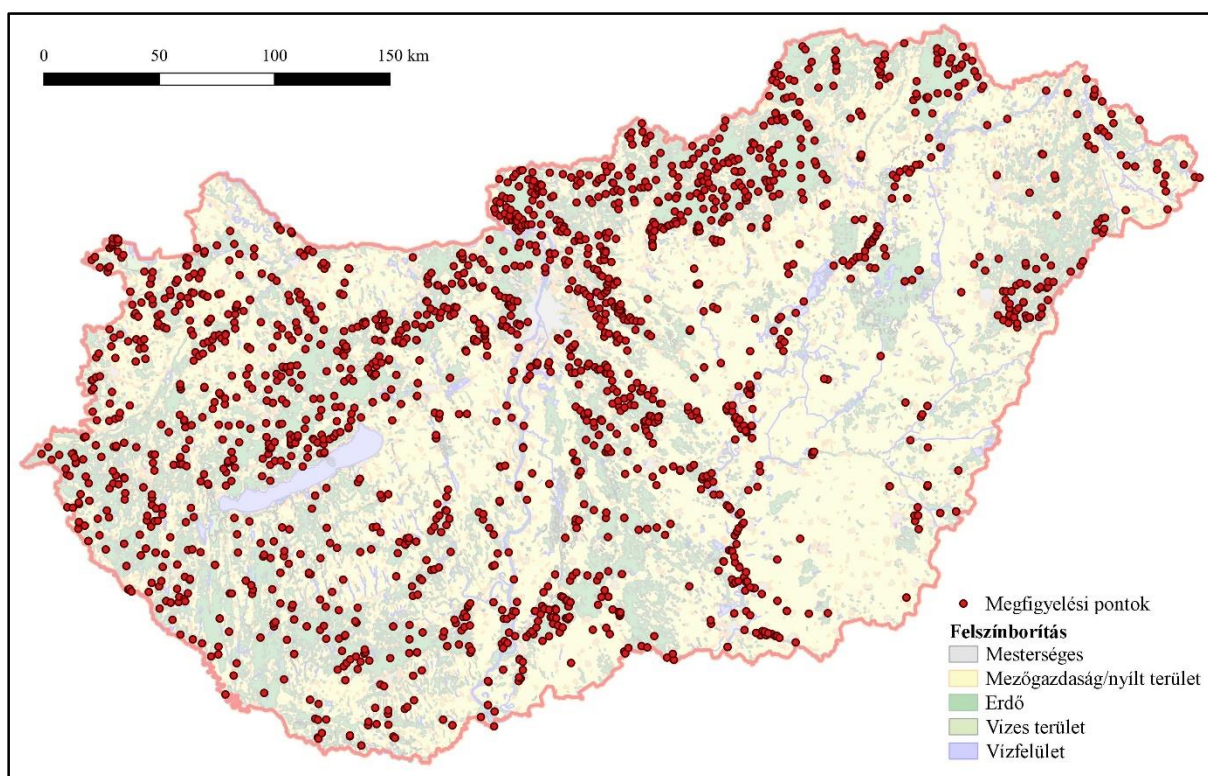 0 50 100 150 km
Megfigyelési pontok
Felszínborítás
Mesterséges
Mezőgazdaság/nyílt terület
Erdő
Vizes terület
Vízfelület